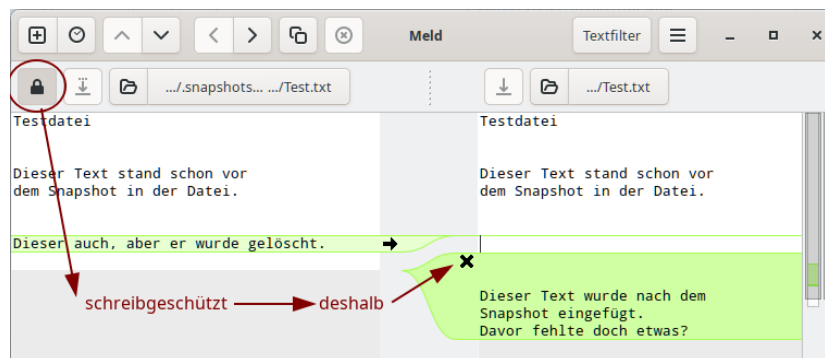 Meld
Textfilter
.../.snapshots... .../Test.txt
.../Test.txt
Testdatei
Dieser Text stand schon vor
dem Snapshot in der Datei.
Dieser auch, aber er wurde gelöscht.
Testdatei
Dieser Text stand schon vor
dem Snapshot in der Datei.
Dieser Text wurde nach dem
Snapshot eingefügt.
Davor fehlte doch etwas?
schreibgeschützt
deshalb